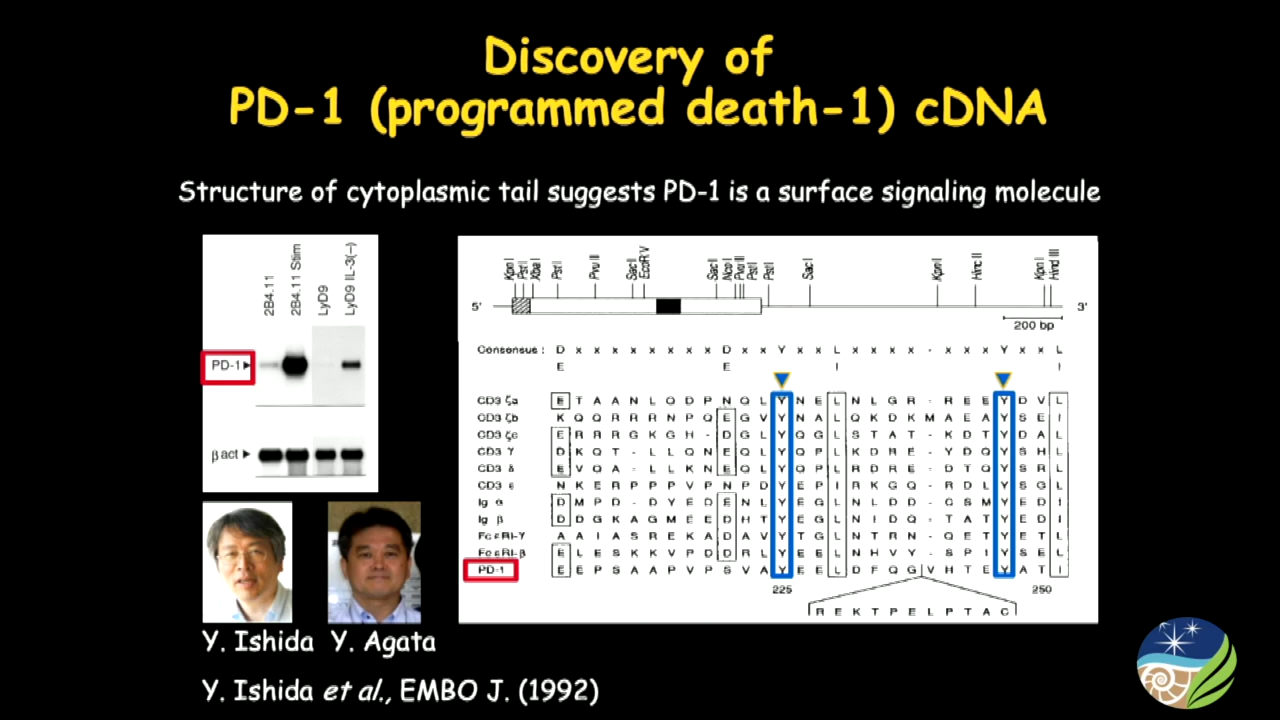 Discovery of
PD-1 (programmed death-1) cDNA
Structure of cytoplasmic tail suggests PD-1 is a surface signaling molecule
2B4.11
2B4.11 Stim
LyD9
LyD9 IL-3(-)
PD-1
β act
Kpn I Pst I Xba I Pst I Pvu II Sac I EcoR V Sac I Nco I Pvu II Pst I Pst I Sac I Kpn I Hinc II Kpn I Hind III
5' 3'
200 bp
Consensus : D x x x x x x x D x x Y x x L x x x x - x x x Y x x L
E E I I
CD3 ζa E T A A N L Q D P N Q L Y N E L N L G R - R E E Y D V L
CD3 ζb K Q Q R R R N P Q E G V Y N A L Q K D K M A E A Y S E I
CD3 ζc E R R R G K G H - D G L Y Q G L S T A T - K D T Y D A L
CD3 γ D K Q T - L L Q N E Q L Y Q P L K D R E - Y D Q Y S H L
CD3 δ E V Q A - L L K N E Q L Y Q P L R D R E - D T Q Y S R L
CD3 ε N K E R P P P V P N P D Y E P I R K G Q - R D L Y S G L
Ig α D M P D - D Y E D E N L Y E G L N L D D - C S M Y E D I
Ig β D D G K A G M E E D H T Y E G L N I D Q - T A T Y E D I
FcεRI-γ A A I A S R E K A D A V Y T G L N T R N - Q E T Y E T L
FcεRI-β E L E S K K V P D D R L Y E E L N H V Y - S P I Y S E L
PD-1 E E P S A A P V P S V A Y E E L D F Q G V H T E Y A T I
225 250
R E K T P E L P T A C
Y. Ishida Y. Agata
Y. Ishida et al., EMBO J. (1992)